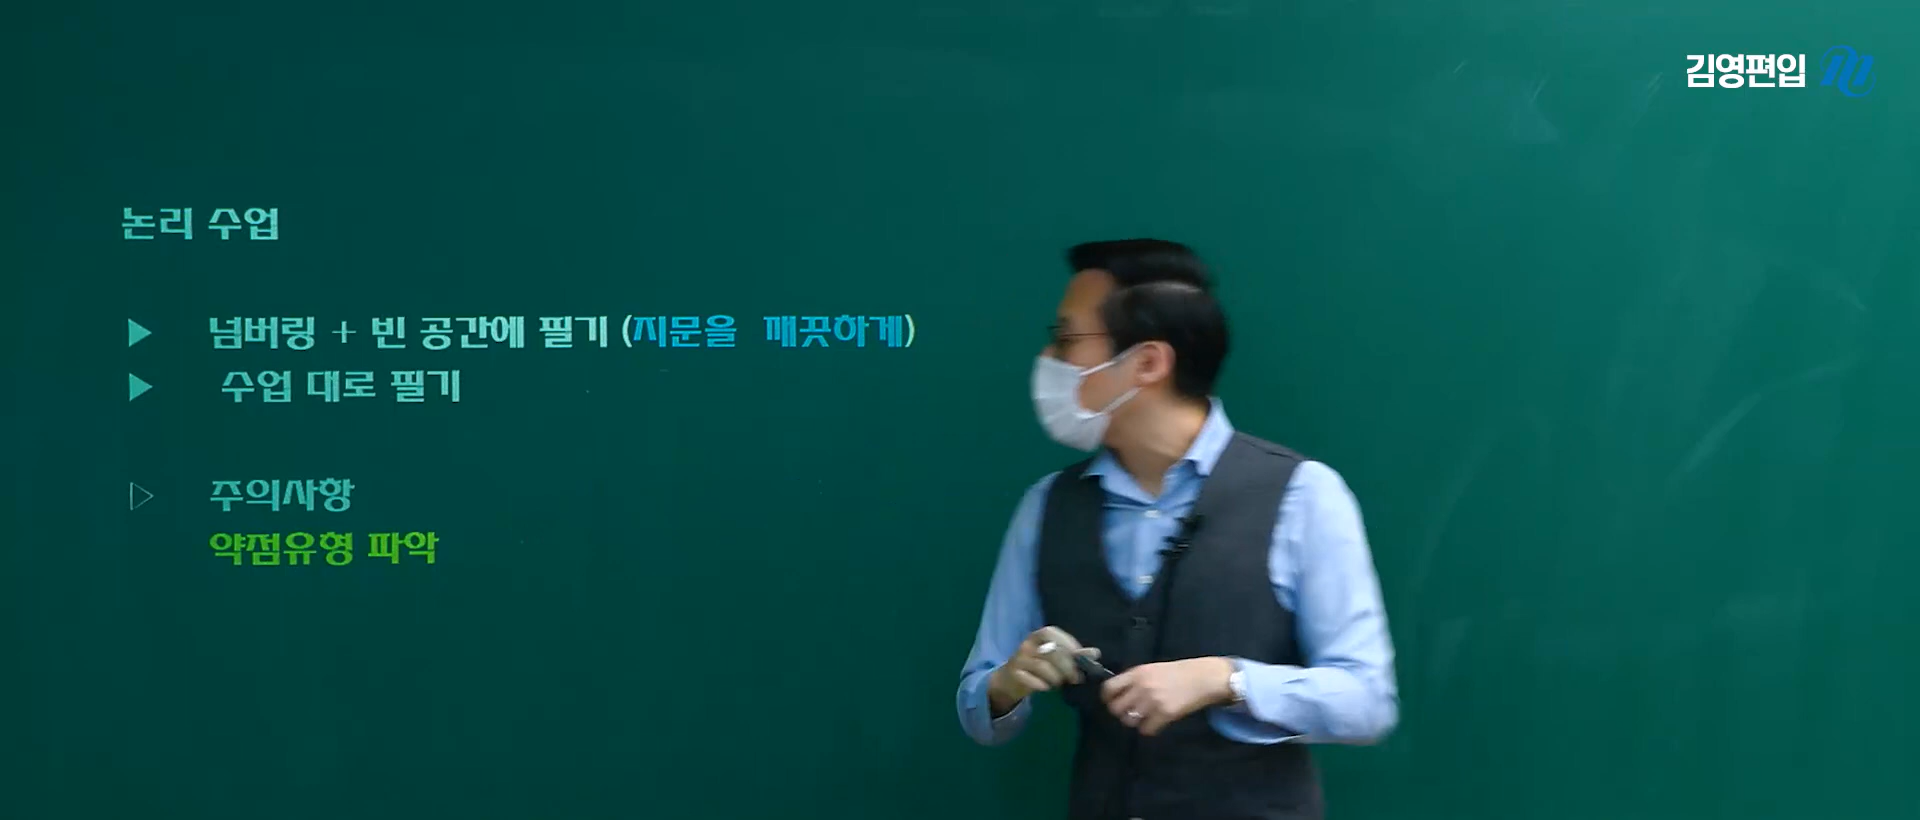 김영편입
논리 수업
▶ 넘버링 + 빈 공간에 필기 (지문을 깨끗하게)
▶ 수업 대로 필기
▷ 주의사항
약점유형 파악